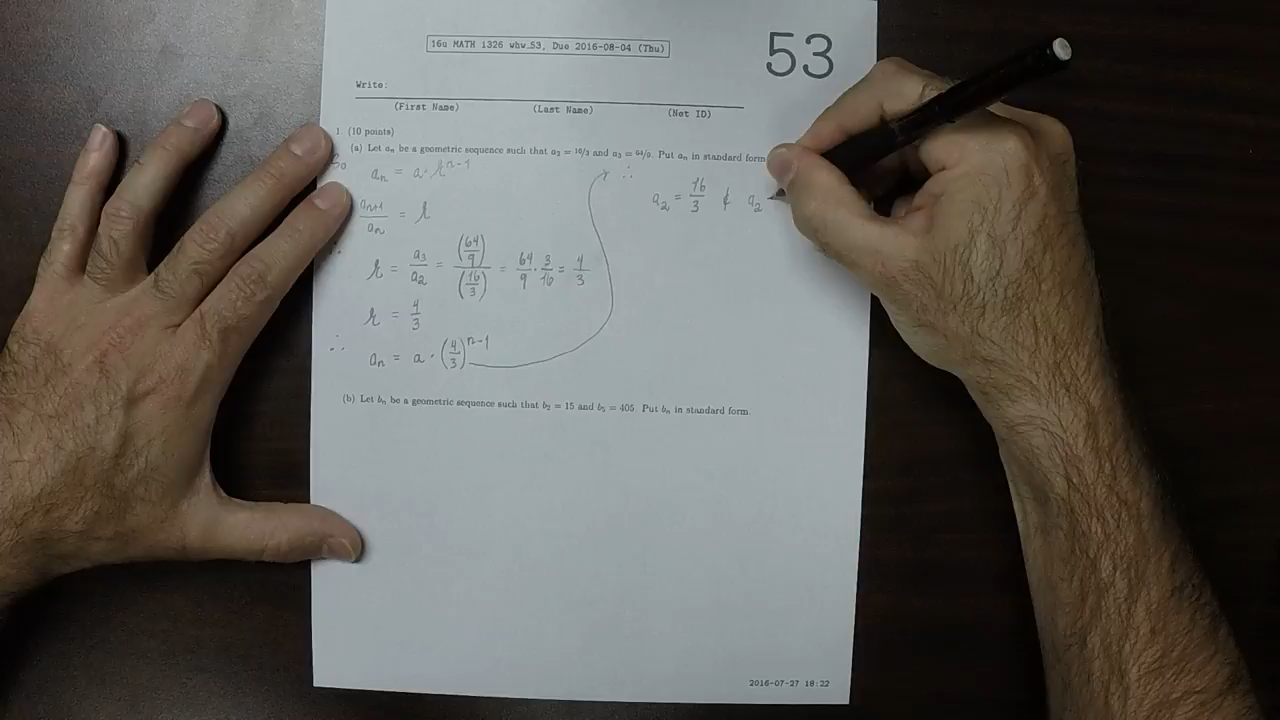 16u MATH 1326 whw_53, Due 2016-08-04 (Thu)
53
Write:
(First Name) (Last Name) (Net ID)
1. (10 points)
(a) Let aₙ be a geometric sequence such that a₂ = 16/3 and a₃ = 64/9. Put aₙ in standard form
aₙ = a · r^(n-1)
aₙ₊₁/aₙ = r
∴ r = a₃/a₂ = (64/9)/(16/3) = 64/9 · 3/16 = 4/3
r = 4/3
∴ aₙ = a · (4/3)^(n-1)
∴
a₂ = 16/3 & a₂
(b) Let bₙ be a geometric sequence such that b₂ = 15 and b₅ = 405. Put bₙ in standard form.
2016-07-27 18:22